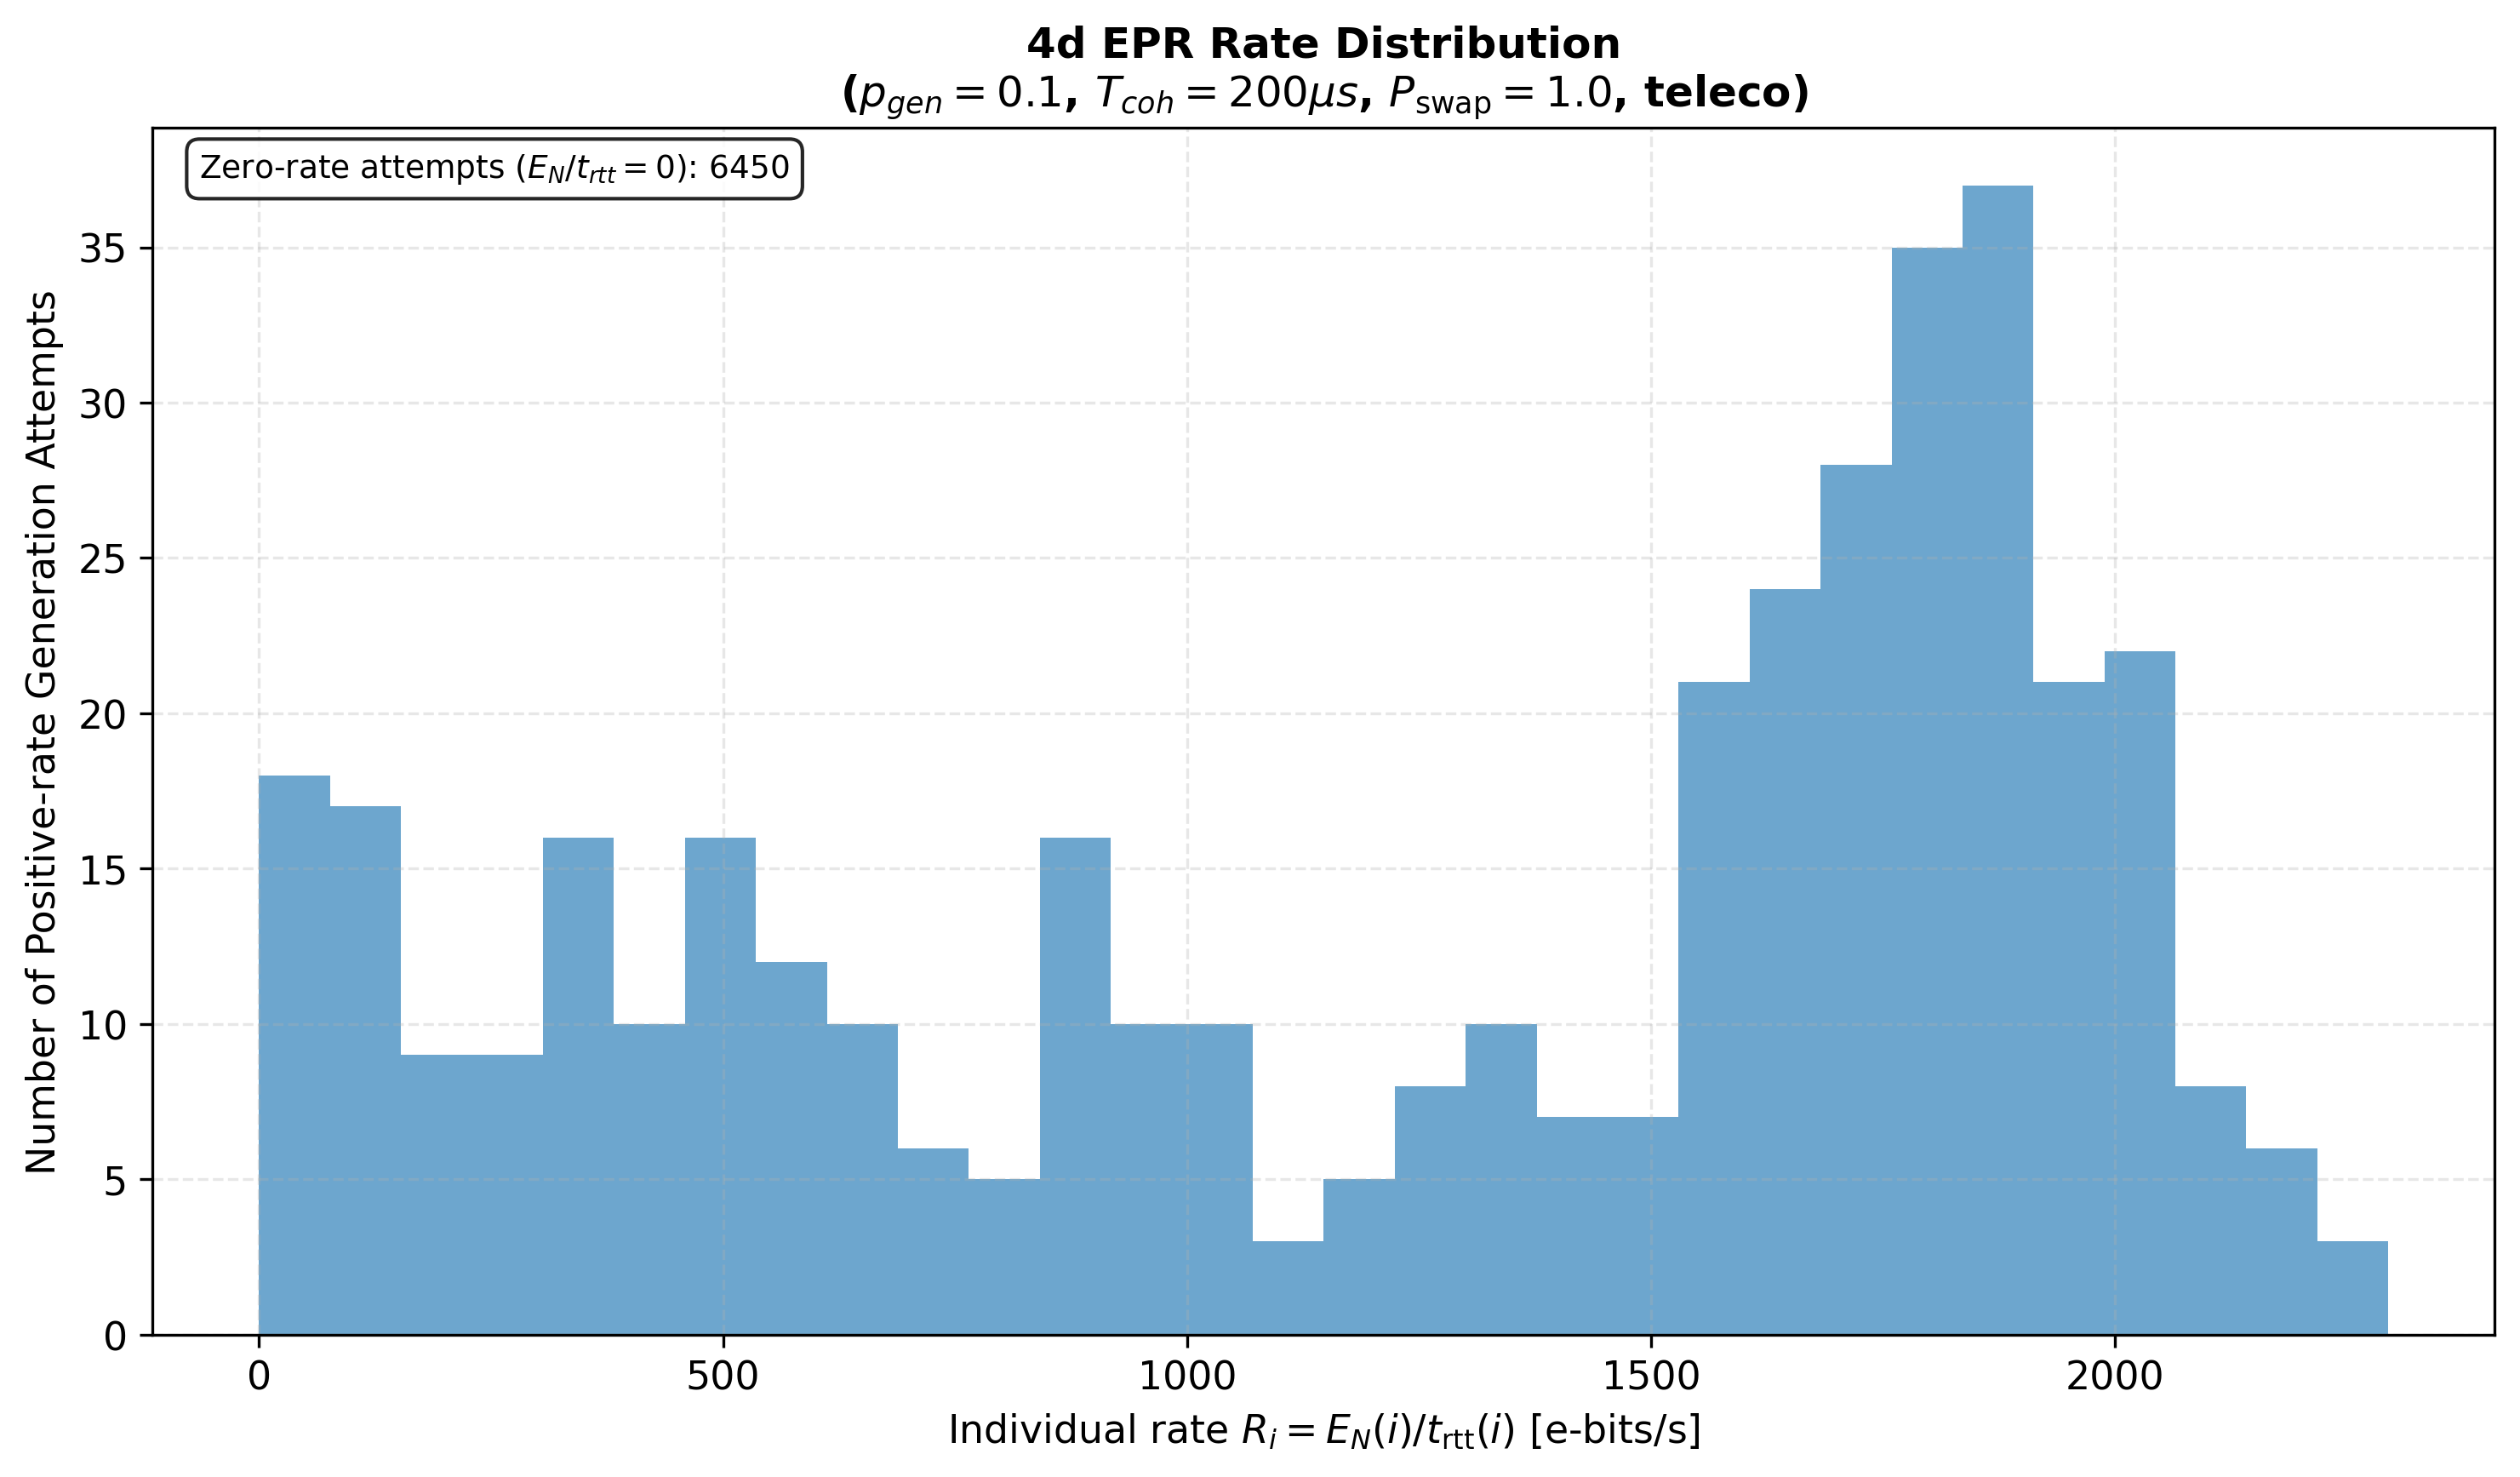 4d EPR Rate Distribution
(p_gen = 0.1, T_coh = 200μs, P_swap = 1.0, teleco)
Zero-rate attempts (E_N/t_rtt = 0): 6450
Number of Positive-rate Generation Attempts
35
30
25
20
15
10
5
0
0 500 1000 1500 2000
Individual rate R_i = E_N(i)/t_rtt(i) [e-bits/s]